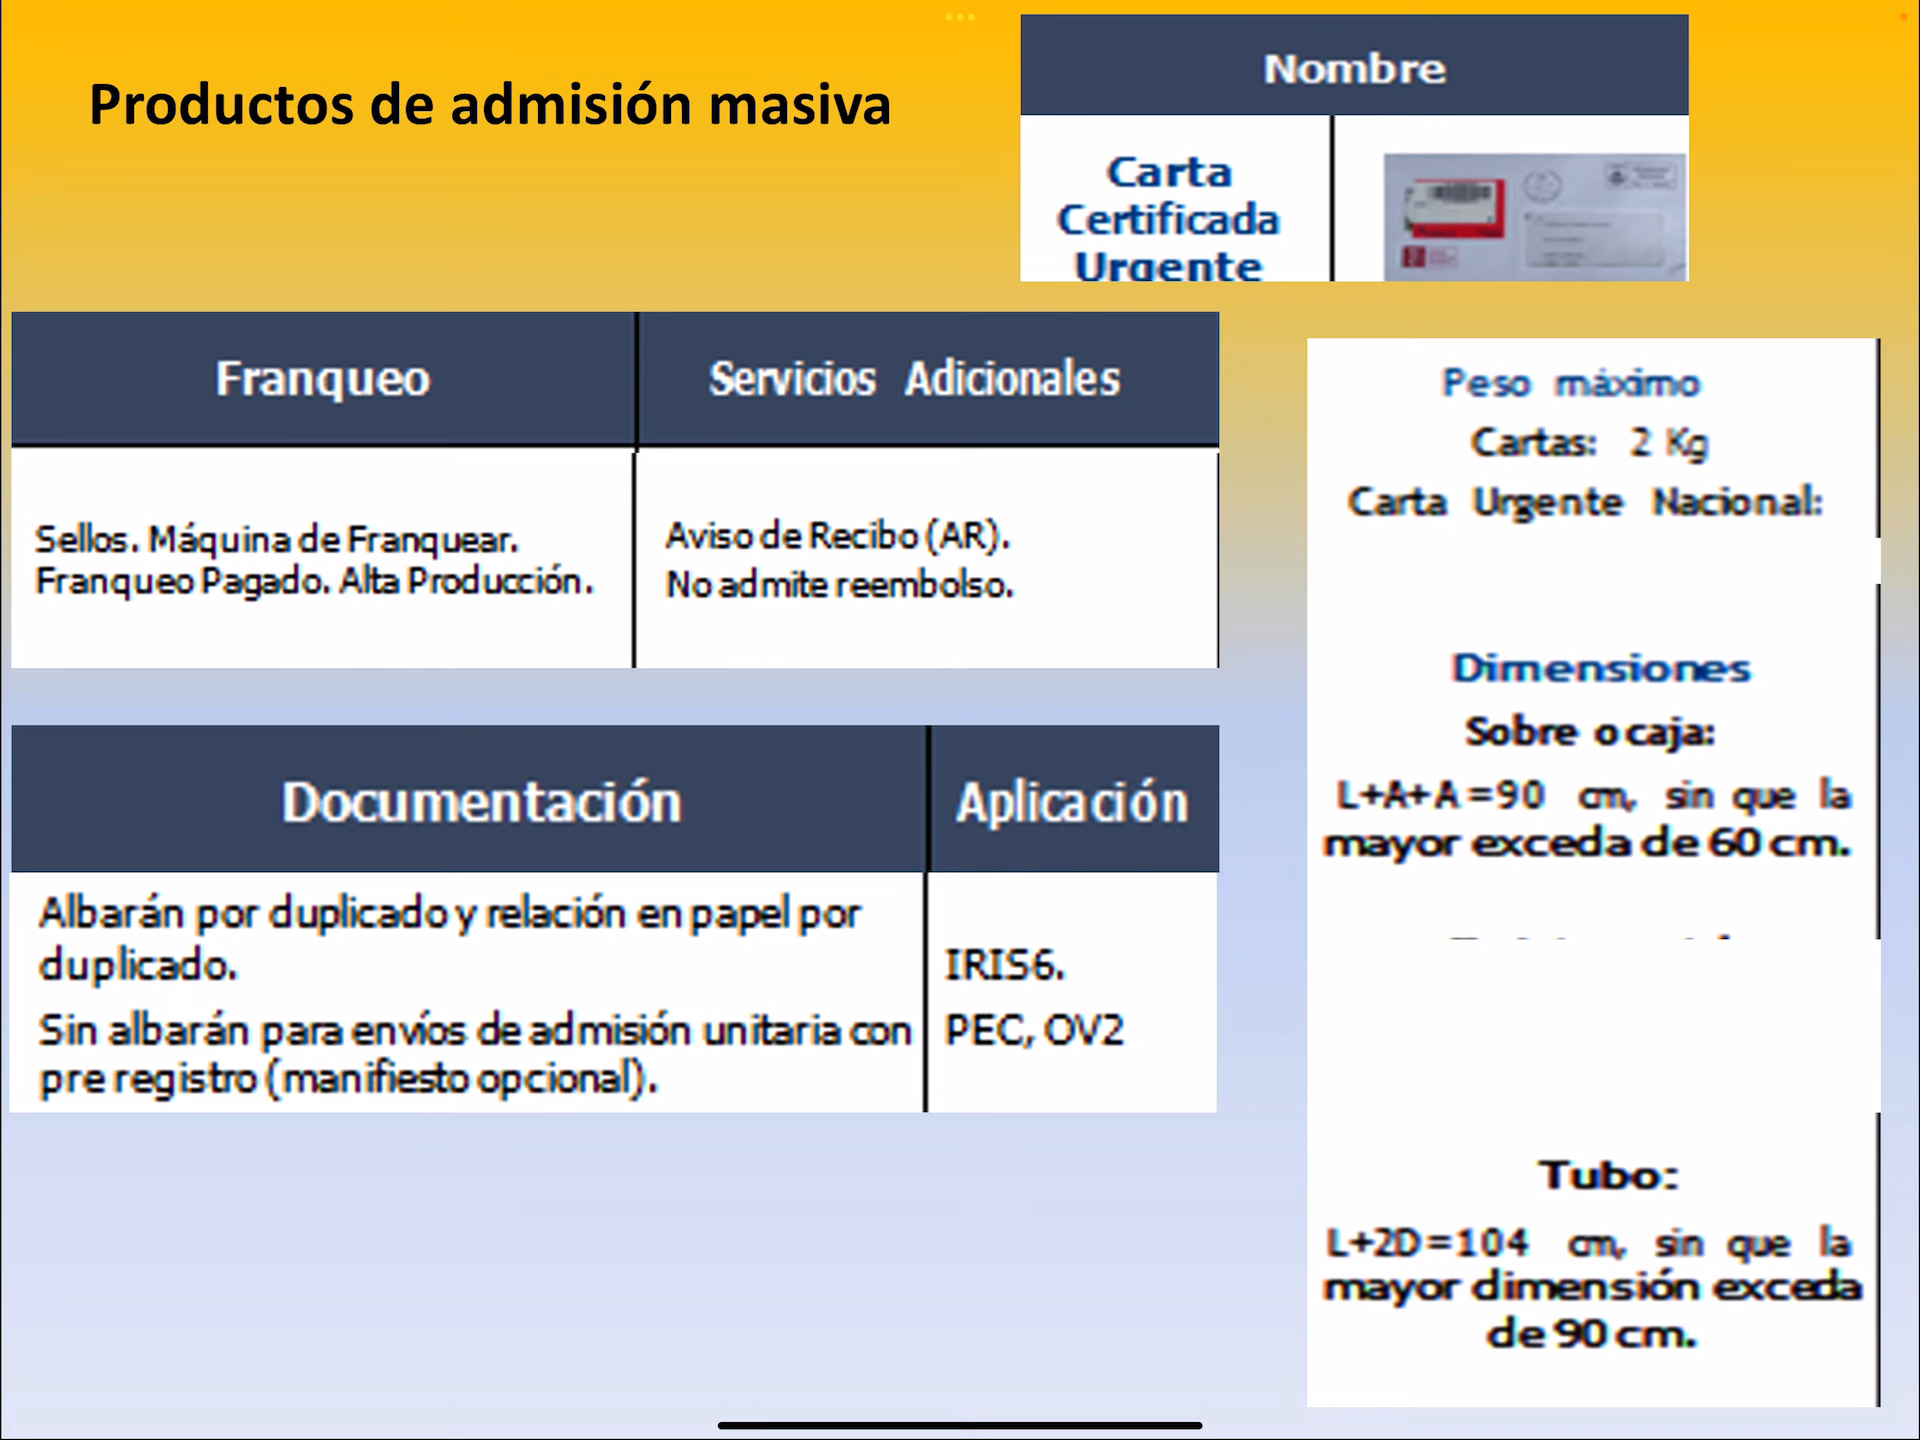 Productos de admisión masiva
Nombre
Carta
Certificada
Urgente
Franqueo
Servicios Adicionales
Sellos. Máquina de Franquear.
Franqueo Pagado. Alta Producción.
Aviso de Recibo (AR).
No admite reembolso.
Documentación
Aplicación
Albarán por duplicado y relación en papel por
duplicado.
Sin albarán para envíos de admisión unitaria con
pre registro (manifiesto opcional).
IRIS6.
PEC, OV2
Peso máximo
Cartas: 2 Kg
Carta Urgente Nacional:
Dimensiones
Sobre o caja:
L+A+A=90 cm, sin que la
mayor exceda de 60 cm.
Tubo:
L+2D=104 cm, sin que la
mayor dimensión exceda
de 90 cm.